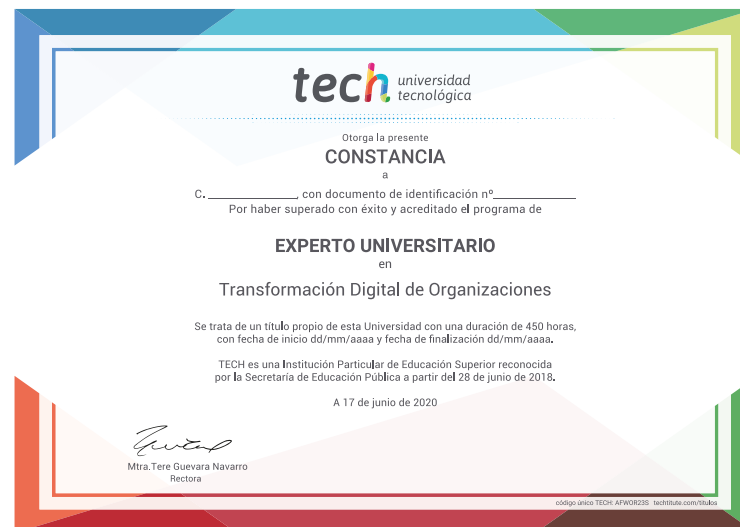 tech universidad
tecnológica
Otorga la presente
CONSTANCIA
a
C. ______________, con documento de identificación nº_____________
Por haber superado con éxito y acreditado el programa de
EXPERTO UNIVERSITARIO
en
Transformación Digital de Organizaciones
Se trata de un título propio de esta Universidad con una duración de 450 horas,
con fecha de inicio dd/mm/aaaa y fecha de finalización dd/mm/aaaa.
TECH es una Institución Particular de Educación Superior reconocida
por la Secretaría de Educación Pública a partir del 28 de junio de 2018.
A 17 de junio de 2020
Mtra.Tere Guevara Navarro
Rectora
código único TECH: AFWOR23S techtitute.com/titulos